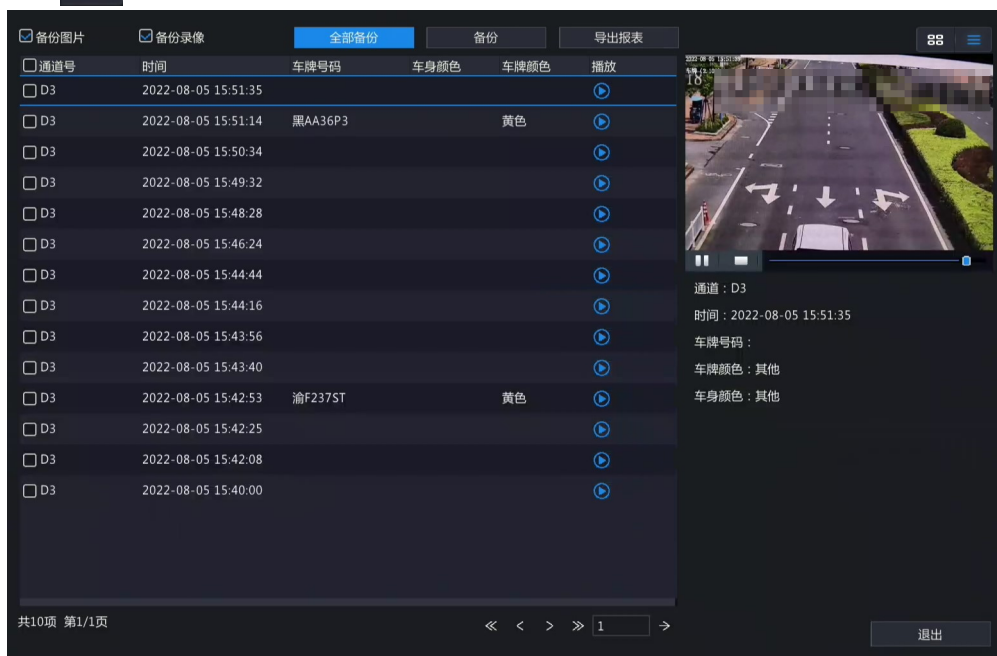 备份图片 备份录像 全部备份 备份 导出报表
通道号 时间 车牌号码 车身颜色 车牌颜色 播放
D3 2022-08-05 15:51:35
D3 2022-08-05 15:51:14 黑AA36P3 黄色
D3 2022-08-05 15:50:34
D3 2022-08-05 15:49:32
D3 2022-08-05 15:48:28
D3 2022-08-05 15:46:24
D3 2022-08-05 15:44:44
D3 2022-08-05 15:44:16
D3 2022-08-05 15:43:56
D3 2022-08-05 15:43:40
D3 2022-08-05 15:42:53 渝F237ST 黄色
D3 2022-08-05 15:42:25
D3 2022-08-05 15:42:08
D3 2022-08-05 15:40:00
共10项 第1/1页
1
通道：D3
时间：2022-08-05 15:51:35
车牌号码：
车牌颜色：其他
车身颜色：其他
退出